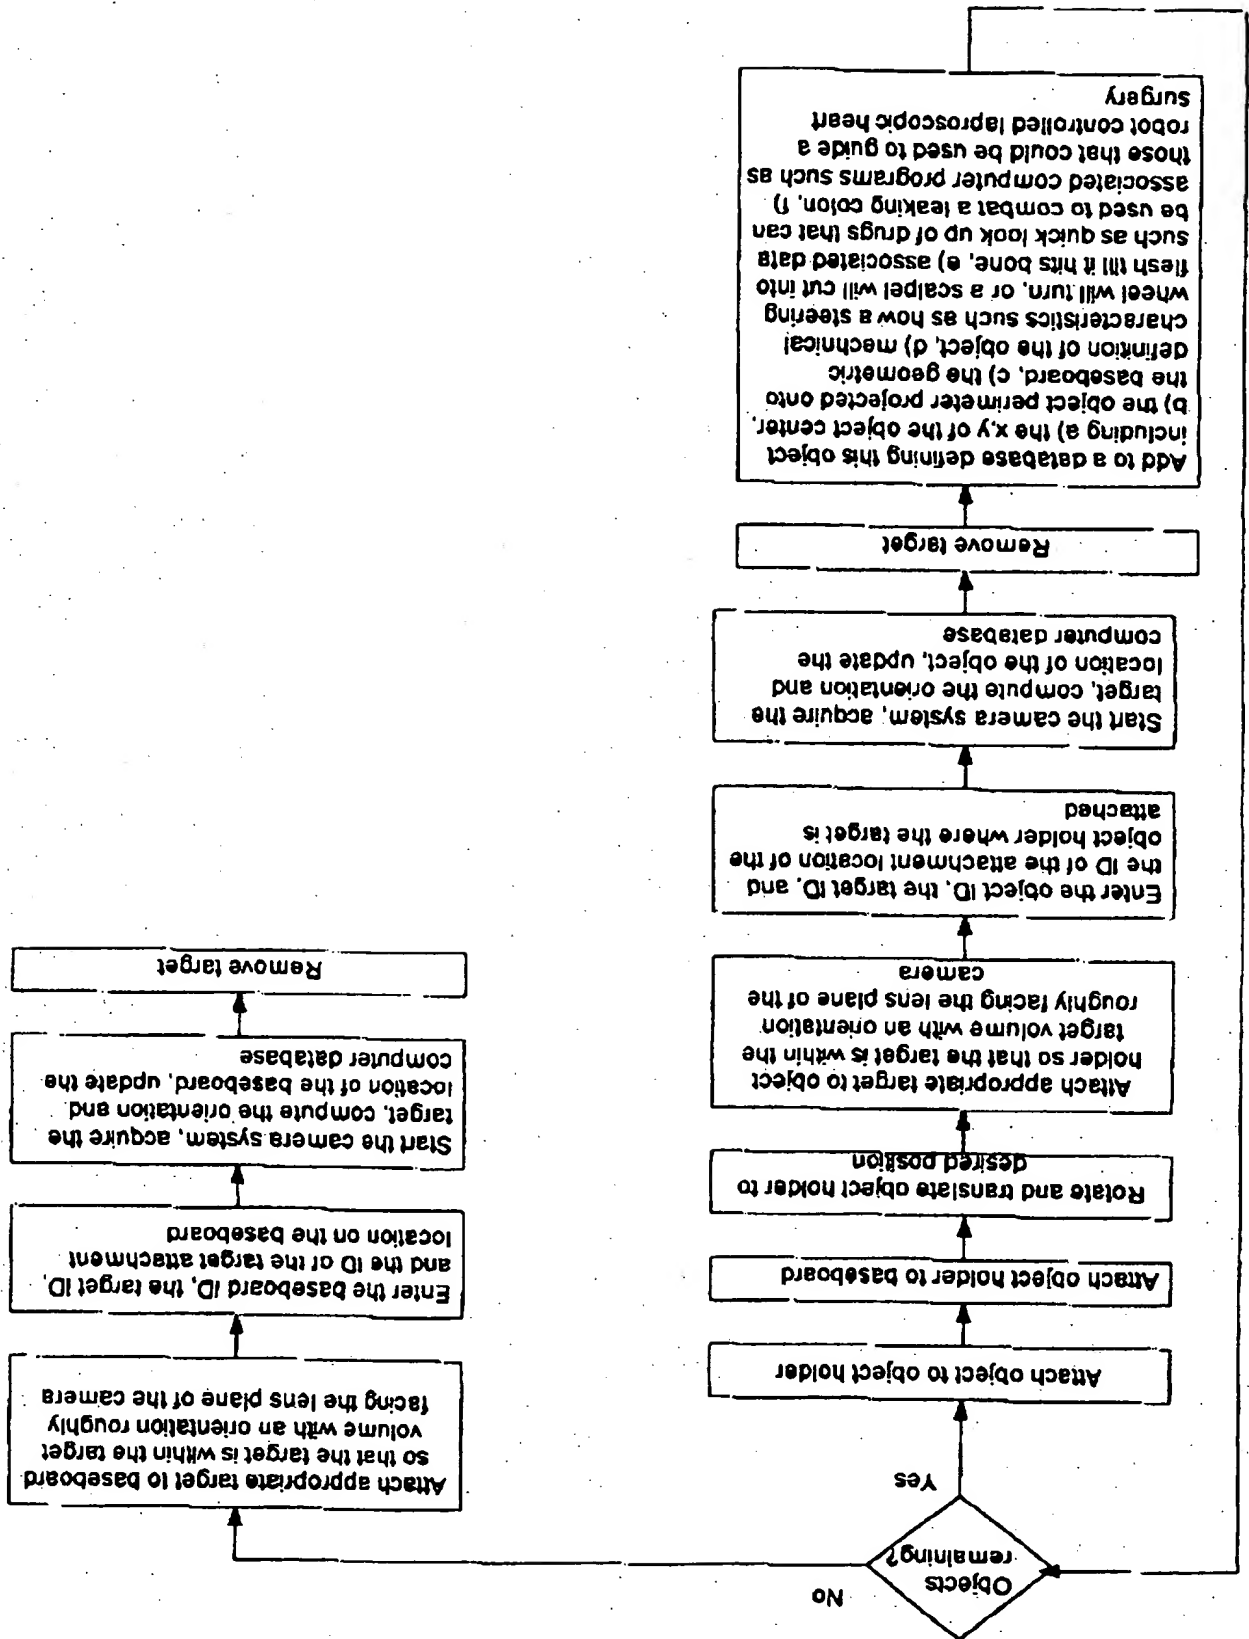 No
Objects
remaining?
Yes
Attach object to object holder
Attach object holder to baseboard
Rotate and translate object holder to
desired position
Attach appropriate target to object
holder so that the target is within the
target volume with an orientation
roughly facing the lens plane of the
camera
Enter the object ID, the target ID, and
the ID of the attachment location of the
object holder where the target is
attached
Start the camera system, acquire the
target, compute the orientation and
location of the object, update the
computer database
Remove target
Add to a database defining this object
including a) the x,y of the object center,
b) the object perimeter projected onto
the baseboard, c) the geometric
definition of the object, d) mechnical
characteristics such as how a steering
wheel will turn, or a scalpel will cut into
flesh till it hits bone, e) associated data
such as quick look up of drugs that can
be used to combat a leaking colon, f)
associated computer programs such as
those that could be used to guide a
robot controlled laproscopic heart
surgery
Attach appropriate target to baseboard
so that the target is within the target
volume with an orientation roughly
facing the lens plane of the camera
Enter the baseboard ID, the target ID,
and the ID or the target attachment
location on the baseboard
Start the camera system, acquire the
target, compute the orientation and
location of the baseboard, update the
computer database
Remove target